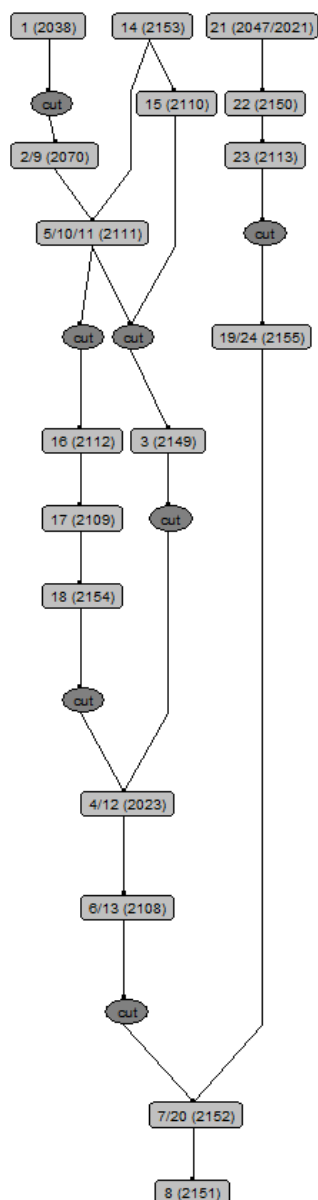 1 (2038)
14 (2153)
21 (2047/2021)
cut
15 (2110)
22 (2150)
2/9 (2070)
23 (2113)
5/10/11 (2111)
cut
cut
cut
19/24 (2155)
16 (2112)
3 (2149)
17 (2109)
cut
18 (2154)
cut
4/12 (2023)
6/13 (2108)
cut
7/20 (2152)
8 (2151)